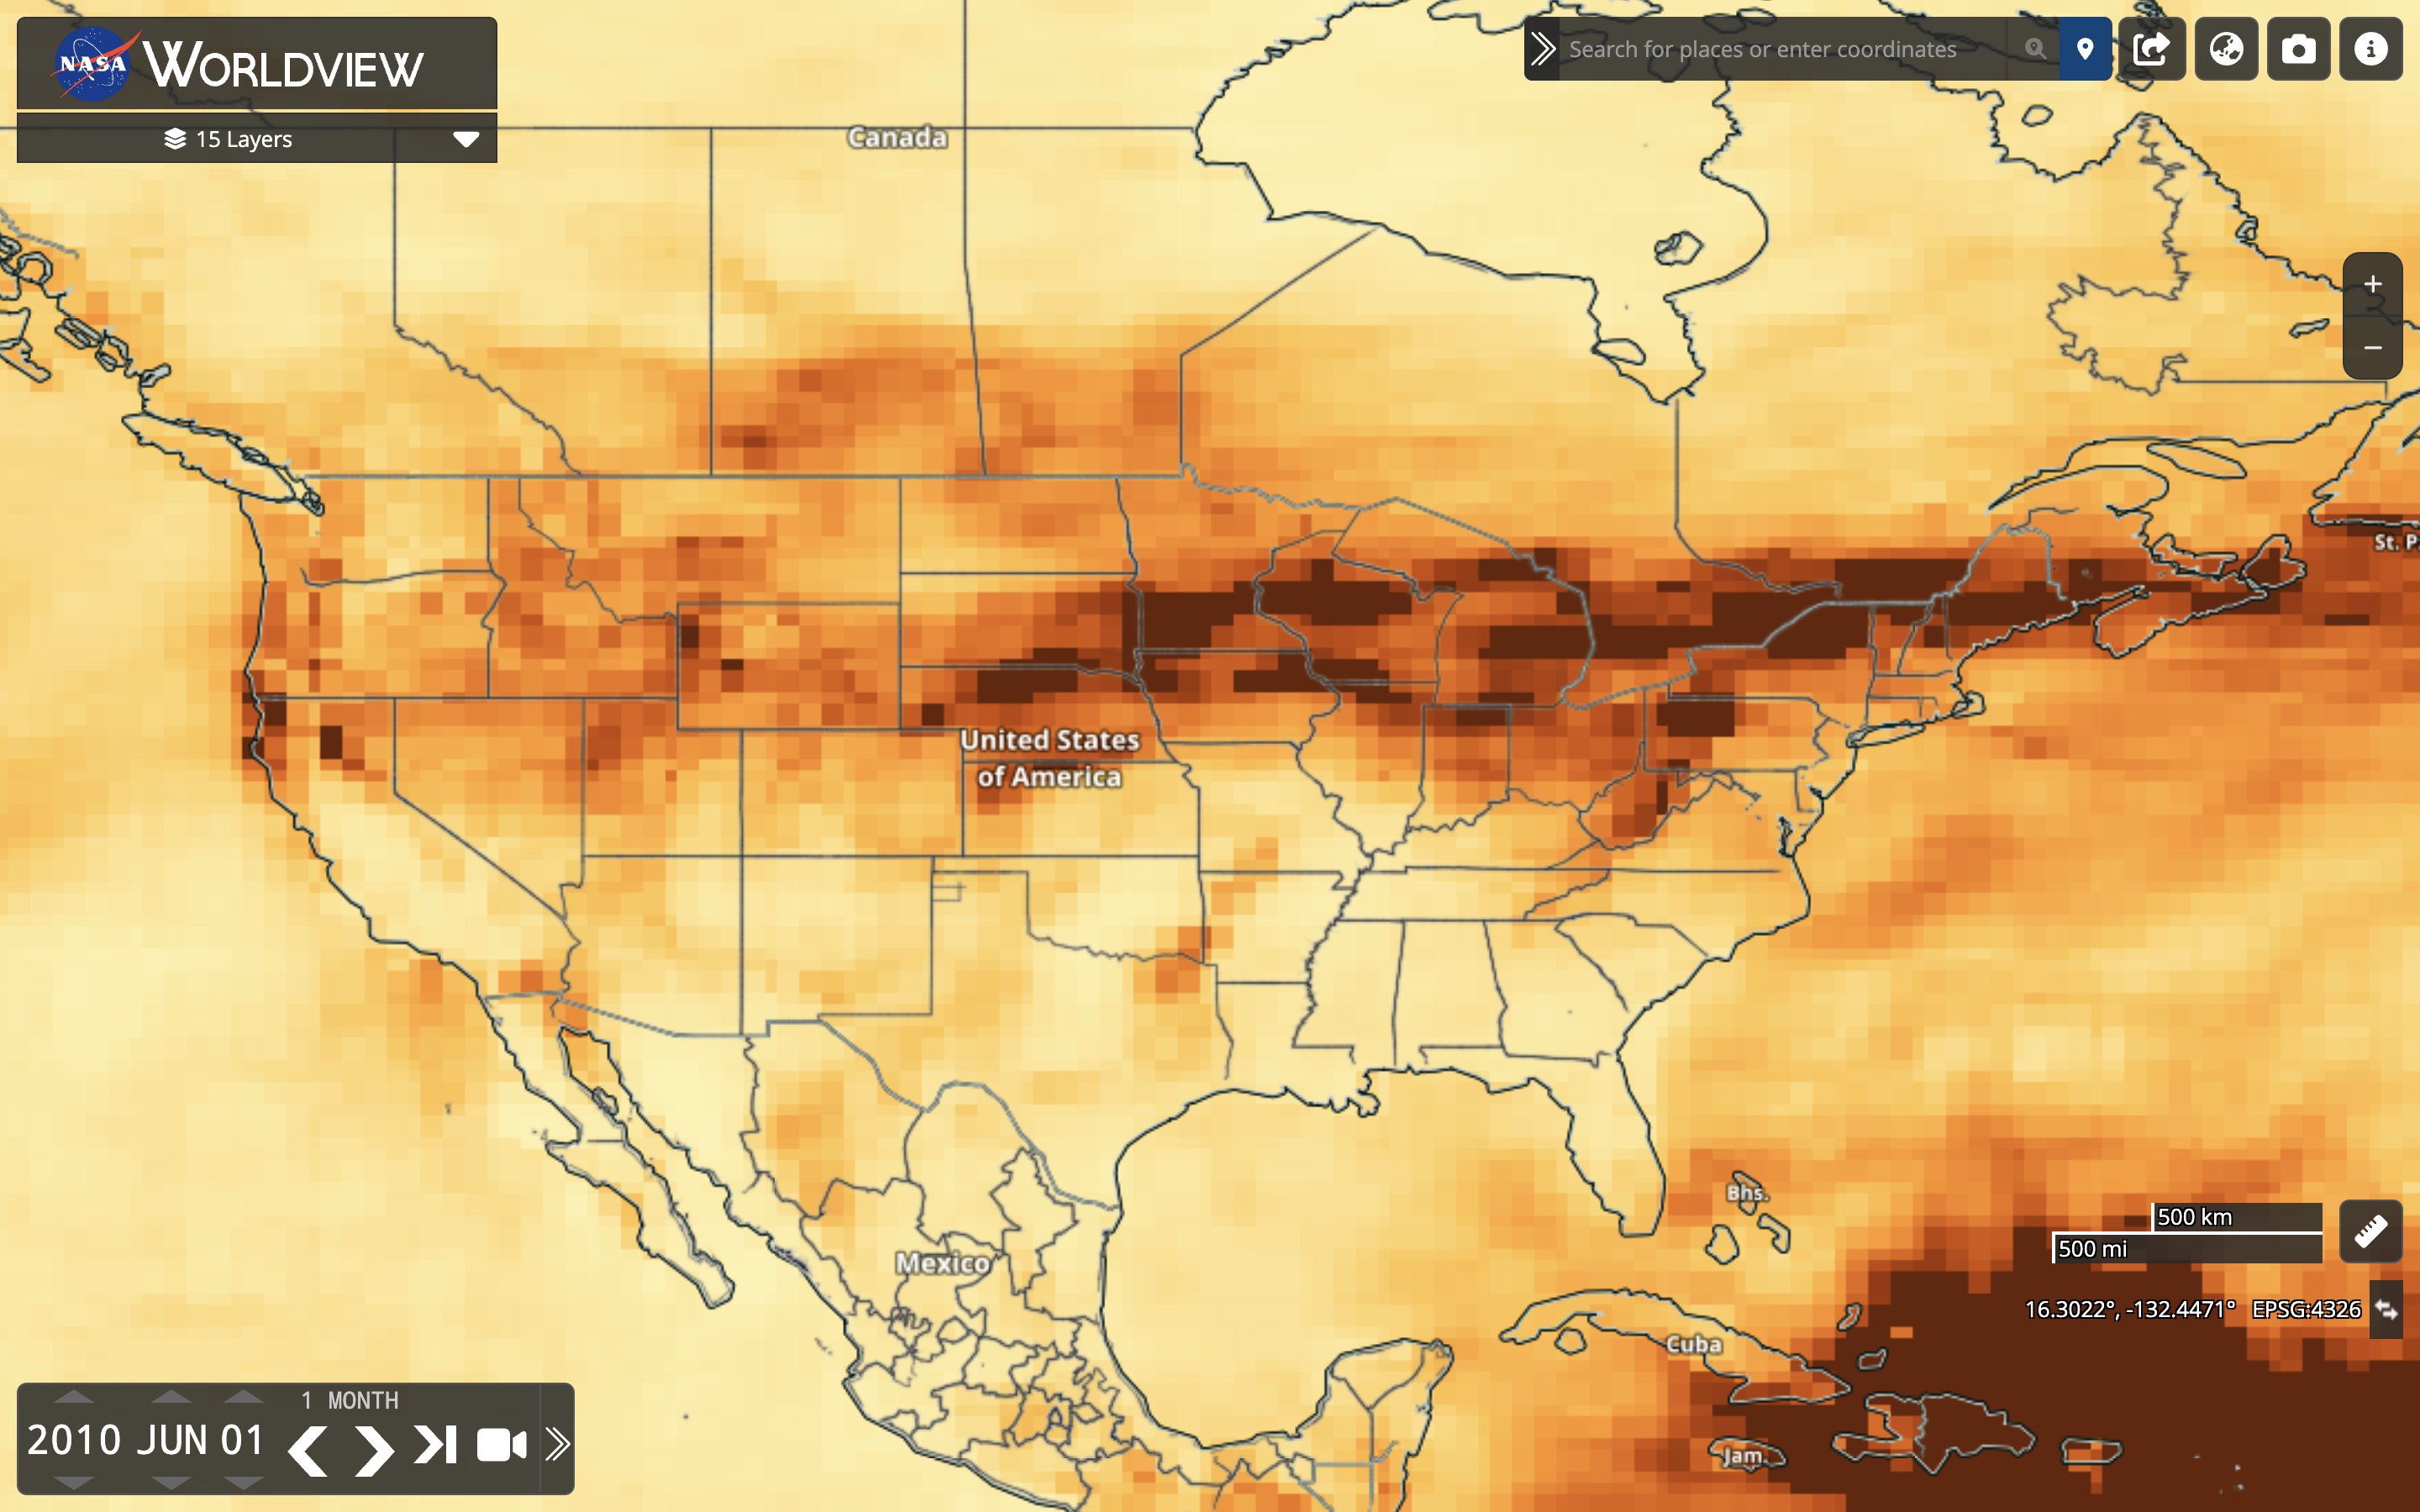 NASA WORLDVIEW
15 Layers
Search for places or enter coordinates
Canada
St. P
United States
of America
Bhs.
500 km
500 mi
Mexico
16.3022°, -132.4471° EPSG:4326
Cuba
Jam.
1 MONTH
2010 JUN 01